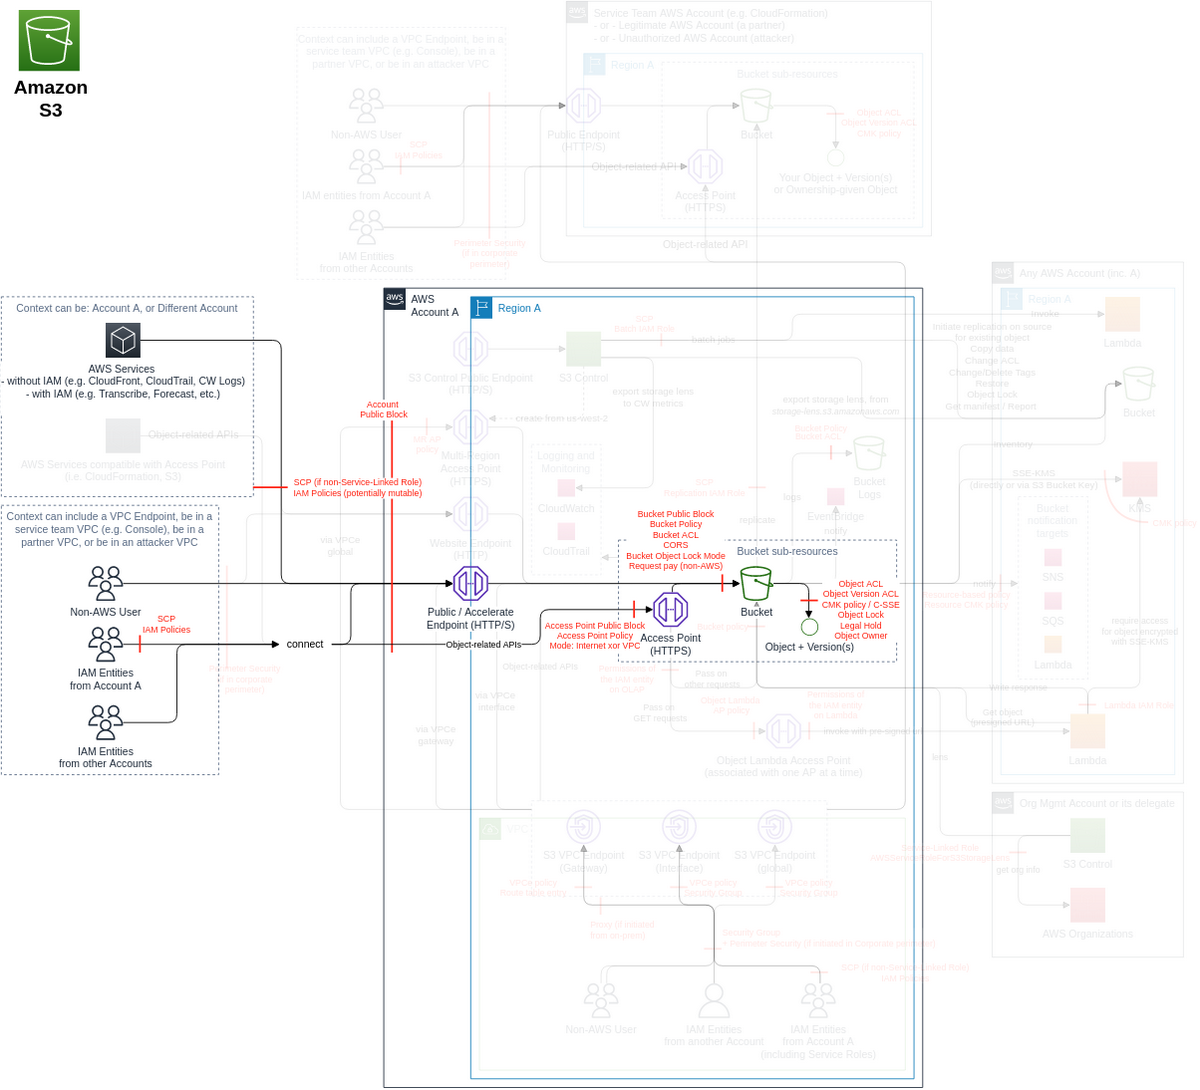 Amazon
S3
Context can include a VPC Endpoint, be in a
service team VPC (e.g. Console), be in a
partner VPC, or be in an attacker VPC
Non-AWS User
SCP
IAM Policies
IAM entities from Account A
IAM Entities
from other Accounts
Perimeter Security
(if in corporate
perimeter)
Service Team AWS Account (e.g. CloudFormation)
- or - Legitimate AWS Account (a partner)
- or - Unauthorized AWS Account (attacker)
Region A
Bucket sub-resources
Public Endpoint
(HTTP/S)
Bucket
Object ACL
Object Version ACL
CMK policy
Object-related API
Access Point
(HTTPS)
Your Object + Version(s)
or Ownership-given Object
Object-related API
Context can be: Account A, or Different Account
AWS Services
- without IAM (e.g. CloudFront, CloudTrail, CW Logs)
- with IAM (e.g. Transcribe, Forecast, etc.)
Object-related APIs
AWS Services compatible with Access Point
(i.e. CloudFormation, S3)
SCP (if non-Service-Linked Role)
IAM Policies (potentially mutable)
Account
Public Block
Context can include a VPC Endpoint, be in a
service team VPC (e.g. Console), be in a
partner VPC, or be in an attacker VPC
Non-AWS User
SCP
IAM Policies
IAM Entities
from Account A
connect
Perimeter Security
(if in corporate
perimeter)
IAM Entities
from other Accounts
AWS
Account A
Region A
S3 Control Public Endpoint
(HTTP/S)
S3 Control
SCP
Batch IAM Role
batch jobs
export storage lens
to CW metrics
export storage lens, from
storage-lens.s3.amazonaws.com
create from us-west-2
MR AP
policy
Multi-Region
Access Point
(HTTPS)
Logging and
Monitoring
CloudWatch
CloudTrail
Website Endpoint
(HTTP)
via VPCe
global
SCP
Replication IAM Role
replicate
Bucket Policy
Bucket ACL
Bucket
Logs
logs
Eventbridge
notify
Bucket Public Block
Bucket Policy
Bucket ACL
CORS
Bucket Object Lock Mode
Request pay (non-AWS)
Bucket sub-resources
Public / Accelerate
Endpoint (HTTP/S)
Object-related APIs
Access Point Public Block
Access Point Policy
Mode: Internet xor VPC
Access Point
(HTTPS)
Bucket
Bucket policy
Object ACL
Object Version ACL
CMK policy / C-SSE
Object Lock
Legal Hold
Object Owner
Object + Version(s)
Object-related APIs
via VPCe
interface
via VPCe
gateway
Permissions of
the IAM entity
on OLAP
Pass on
other requests
Pass on
GET requests
Object Lambda
AP policy
Permissions of
the IAM entity
on Lambda
invoke with pre-signed url
Object Lambda Access Point
(associated with one AP at a time)
VPC
S3 VPC Endpoint
(Gateway)
S3 VPC Endpoint
(Interface)
S3 VPC Endpoint
(global)
VPCe policy
Route table entry
VPCe policy
Security Group
VPCe policy
Security Group
Proxy (if initiated
from on-prem)
Security Group
+ Perimeter Security (if initiated in Corporate perimeter)
SCP (if non-Service-Linked Role)
IAM Policies
Non-AWS User
IAM Entities
from another Account
IAM Entities
from Account A
(including Service Roles)
Any AWS Account (inc. A)
Region A
invoke
Lambda
Initiate replication on source
for existing object
Copy data
Change ACL
Change/Delete Tags
Restore
Object Lock
Get manifest / Report
Bucket
inventory
SSE-KMS
(directly or via S3 Bucket Key)
KMS
CMK policy
Bucket
notification
targets
SNS
SQS
Lambda
notify
Resource-based policy
Resource CMK policy
require access
for object encrypted
with SSE-KMS
Write response
Get object
(presigned URL)
Lambda IAM Role
Lambda
lens
Org Mgmt Account or its delegate
S3 Control
Service-Linked Role
get org info
AWS Organizations